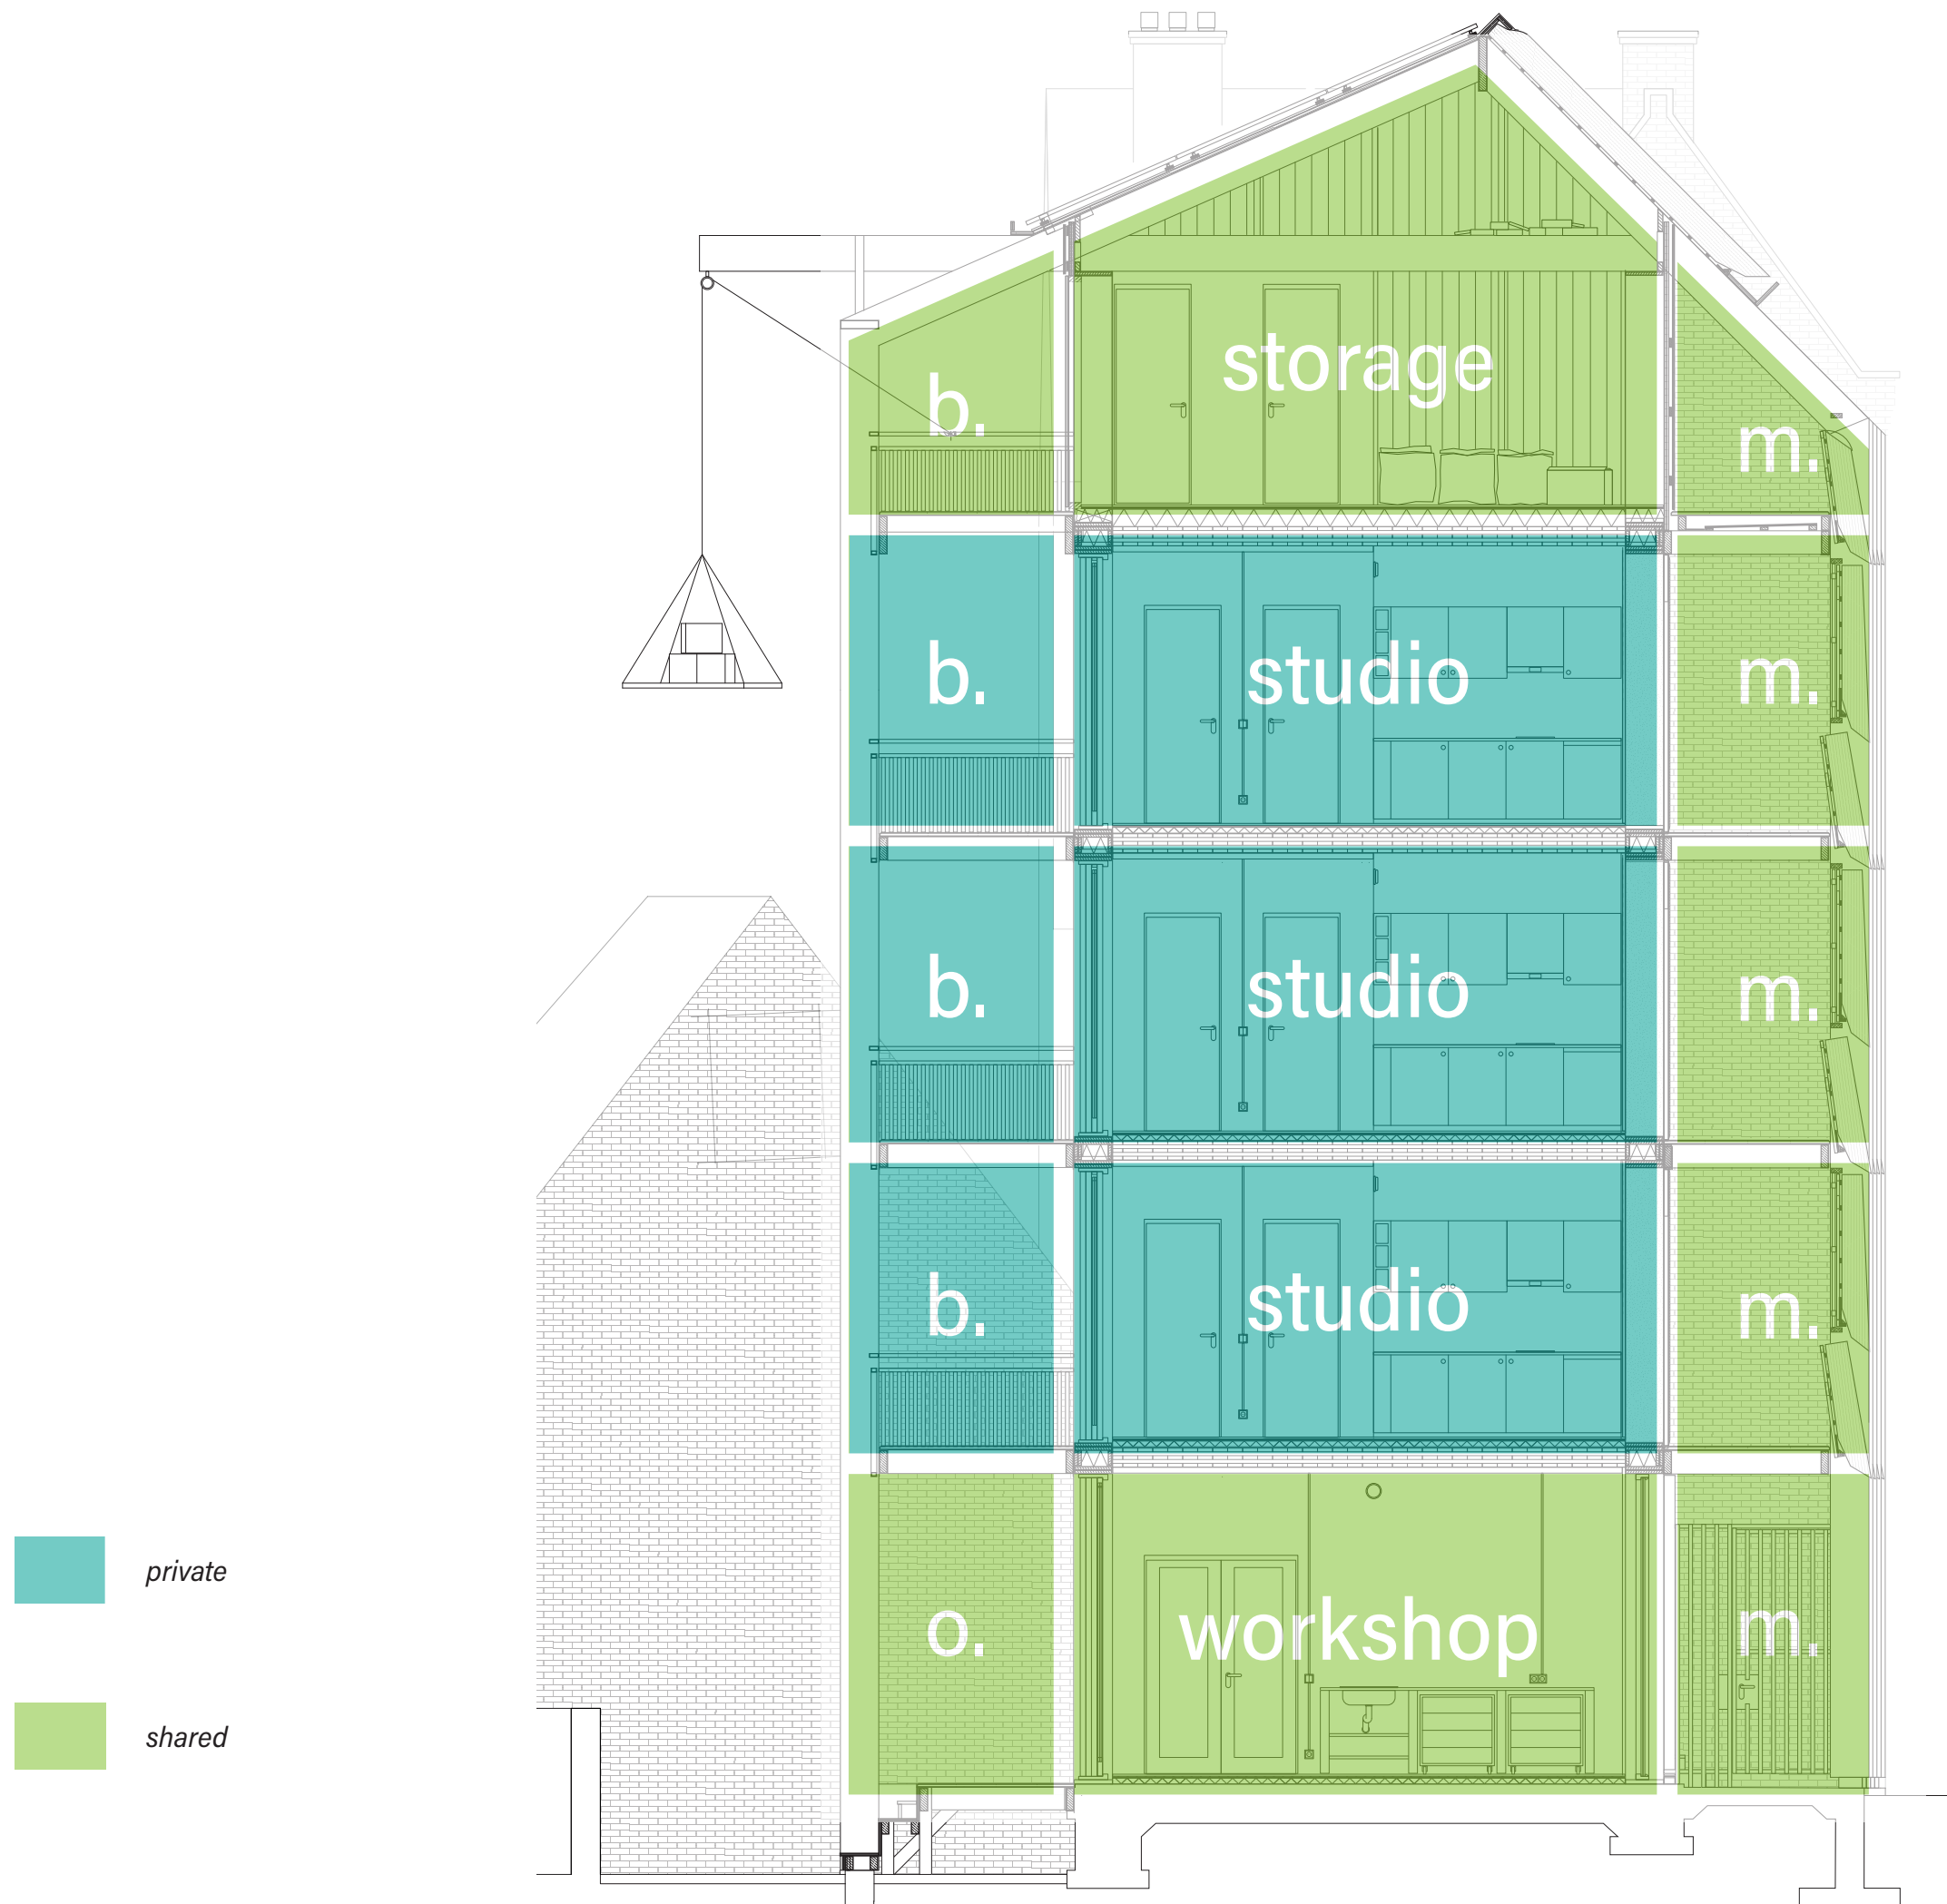 b.
storage
m.
b.
studio
m.
b.
studio
m.
b.
studio
m.
o.
workshop
m.
private
shared